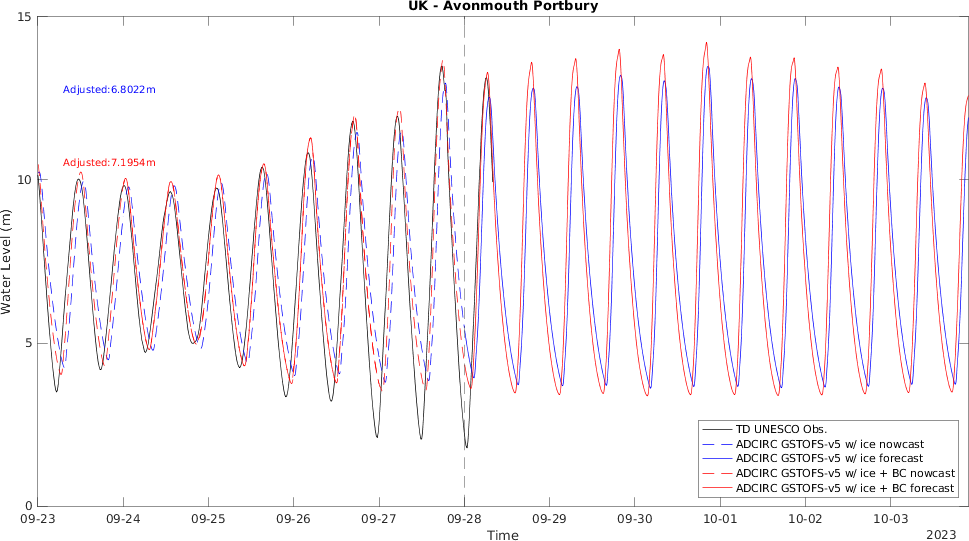 UK - Avonmouth Portbury
15
Adjusted:6.8022m
Adjusted:7.1954m
10
Water Level (m)
5
TD UNESCO Obs.
ADCIRC GSTOFS-v5 w/ ice nowcast
ADCIRC GSTOFS-v5 w/ ice forecast
ADCIRC GSTOFS-v5 w/ ice + BC nowcast
ADCIRC GSTOFS-v5 w/ ice + BC forecast
0
09-23 09-24 09-25 09-26 09-27 09-28 09-29 09-30 10-01 10-02 10-03
Time
2023